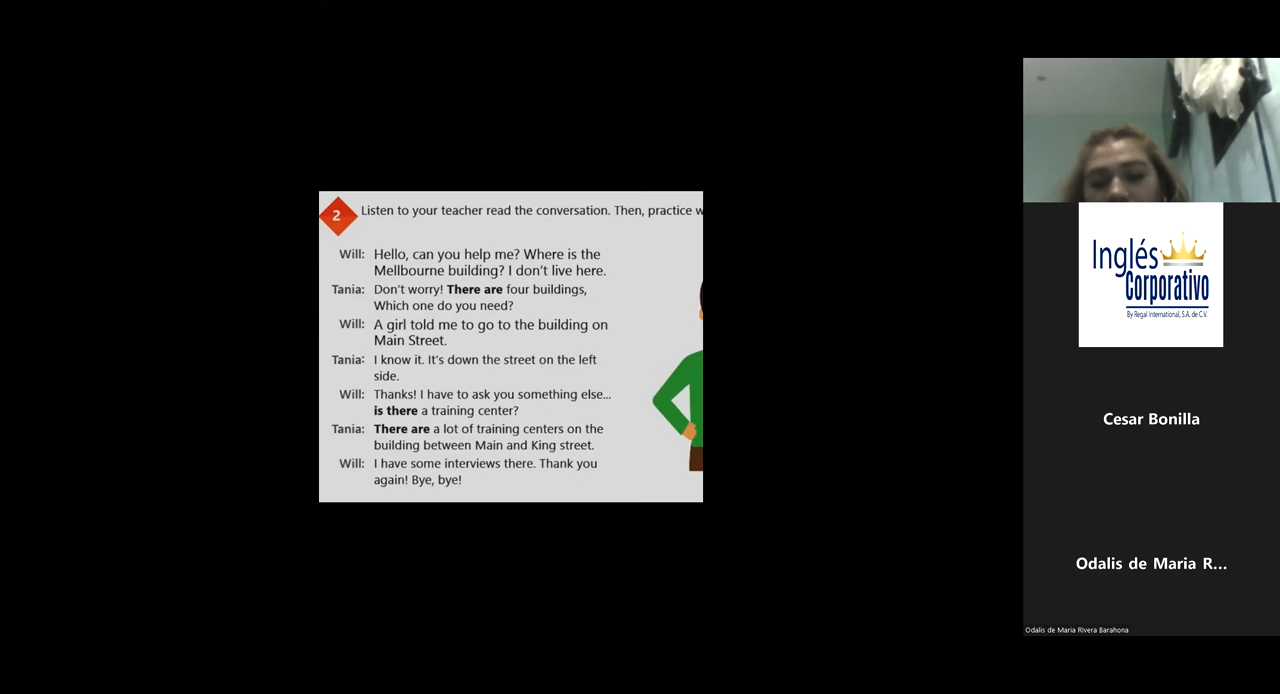 2
Listen to your teacher read the conversation. Then, practice w
Will: Hello, can you help me? Where is the
Mellbourne building? I don't live here.
Tania: Don't worry! There are four buildings,
Which one do you need?
Will: A girl told me to go to the building on
Main Street.
Tania: I know it. It's down the street on the left
side.
Will: Thanks! I have to ask you something else...
is there a training center?
Tania: There are a lot of training centers on the
building between Main and King street.
Will: I have some interviews there. Thank you
again! Bye, bye!
Inglés
Corporativo
By Regal International, S.A. de C.V.
Cesar Bonilla
Odalis de Maria R...
Odalis de Maria Rivera Barahona